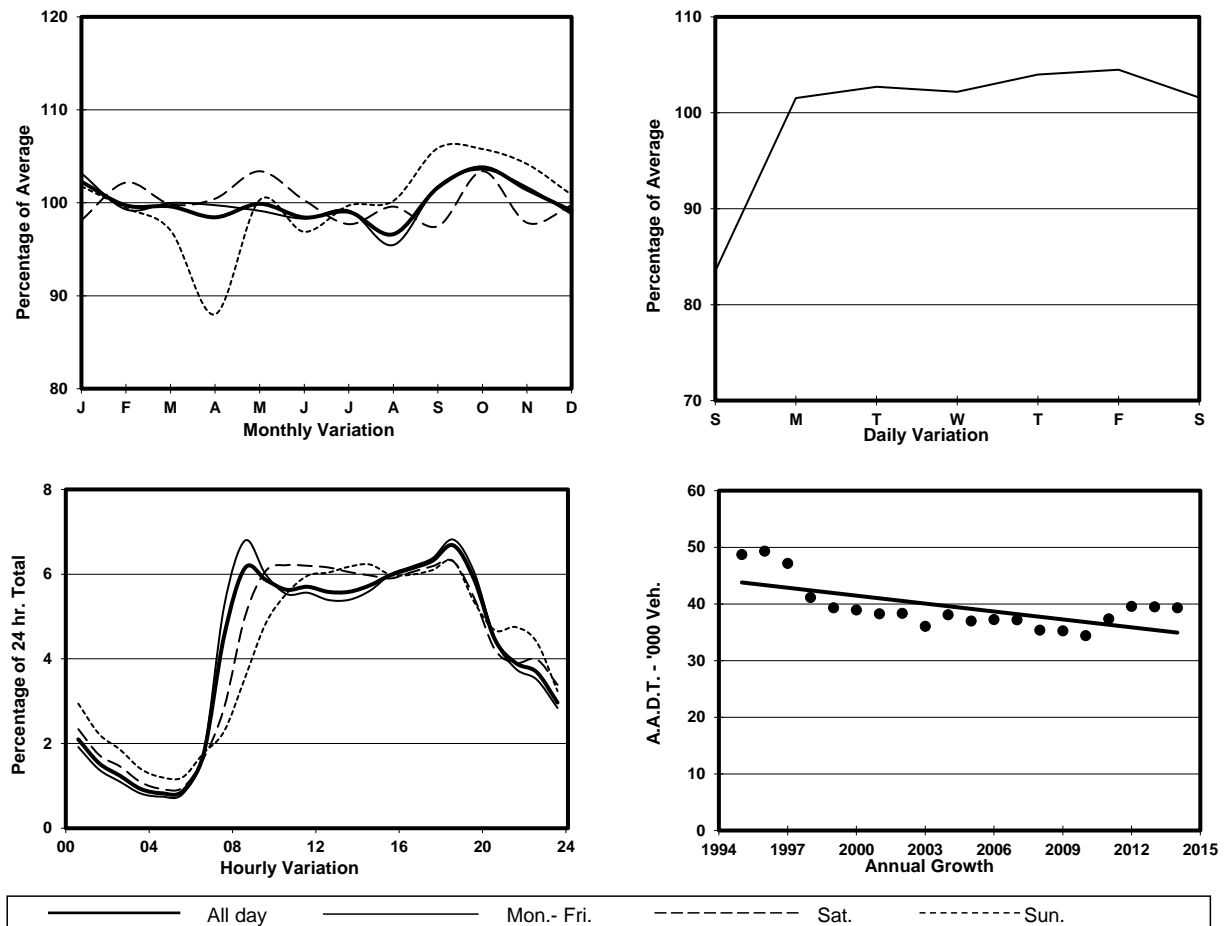 120
110
100
90
80
Percentage of Average
J F M A M J J A S O N D
Monthly Variation
110
100
90
80
70
Percentage of Average
S M T W T F S
Daily Variation
8
6
4
2
0
Percentage of 24 hr. Total
00 04 08 12 16 20 24
Hourly Variation
60
50
40
30
20
10
0
A.A.D.T. - '000 Veh.
1994 1997 2000 2003 2006 2009 2012 2015
Annual Growth
All day Mon.- Fri. Sat. Sun.